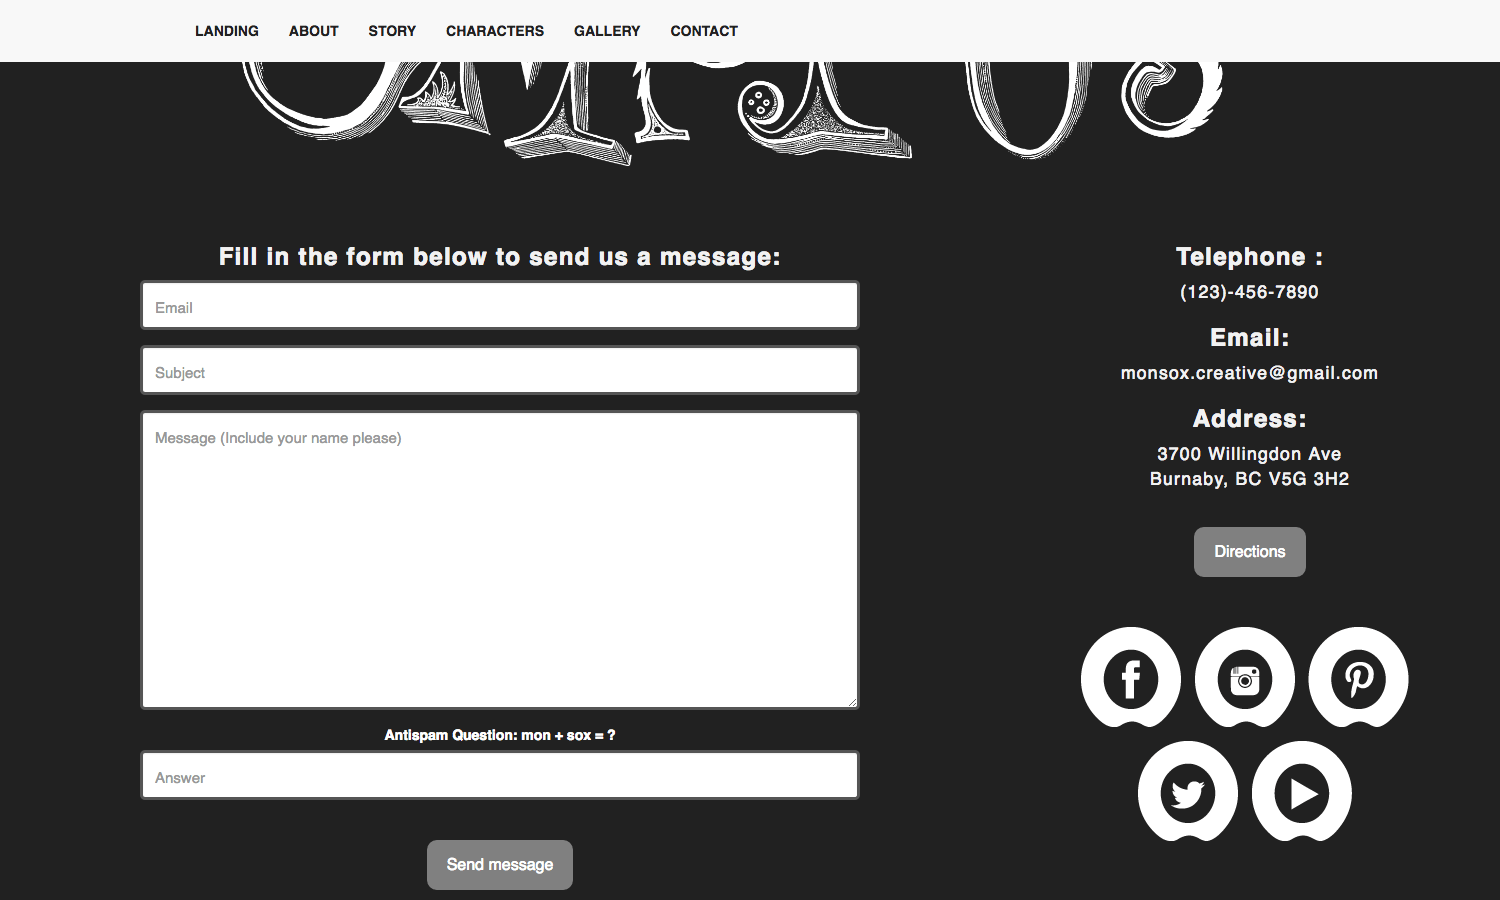 LANDING ABOUT STORY CHARACTERS GALLERY CONTACT
Fill in the form below to send us a message:
Email
Subject
Message (Include your name please)
Antispam Question: mon + sox = ?
Answer
Send message
Telephone :
(123)-456-7890
Email:
monsox.creative@gmail.com
Address:
3700 Willingdon Ave
Burnaby, BC V5G 3H2
Directions